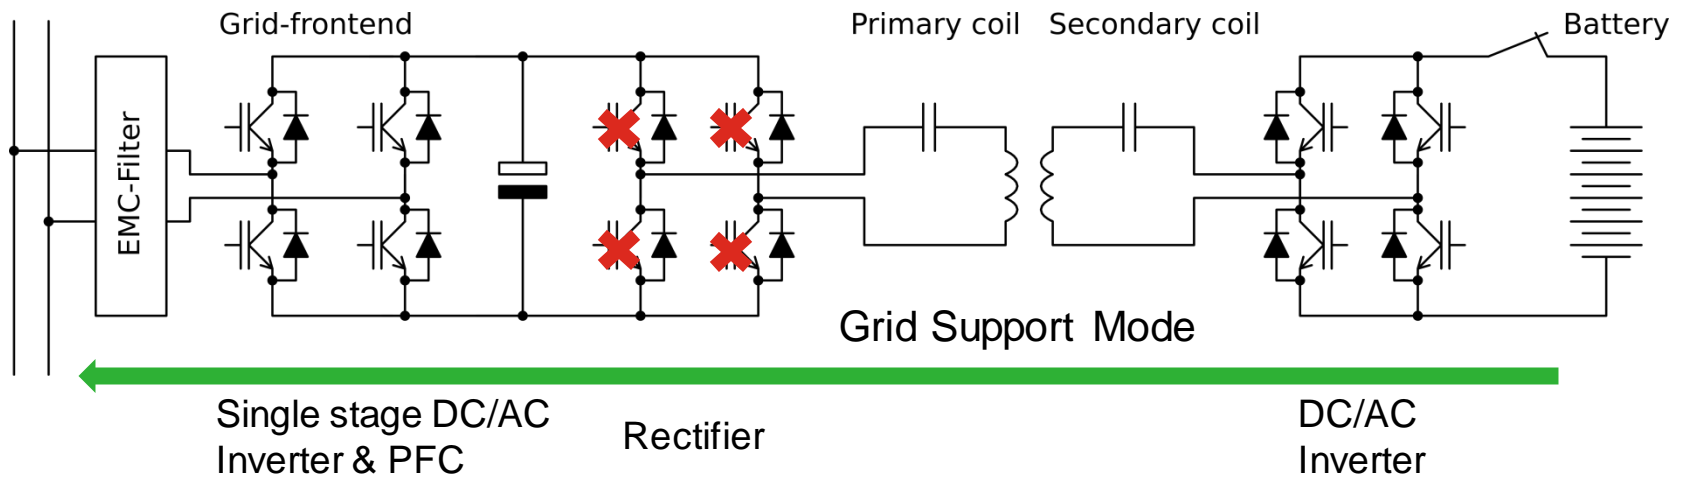 Grid-frontend
Primary coil
Secondary coil
Battery
EMC-Filter
Grid Support Mode
Single stage DC/AC
Inverter & PFC
Rectifier
DC/AC
Inverter